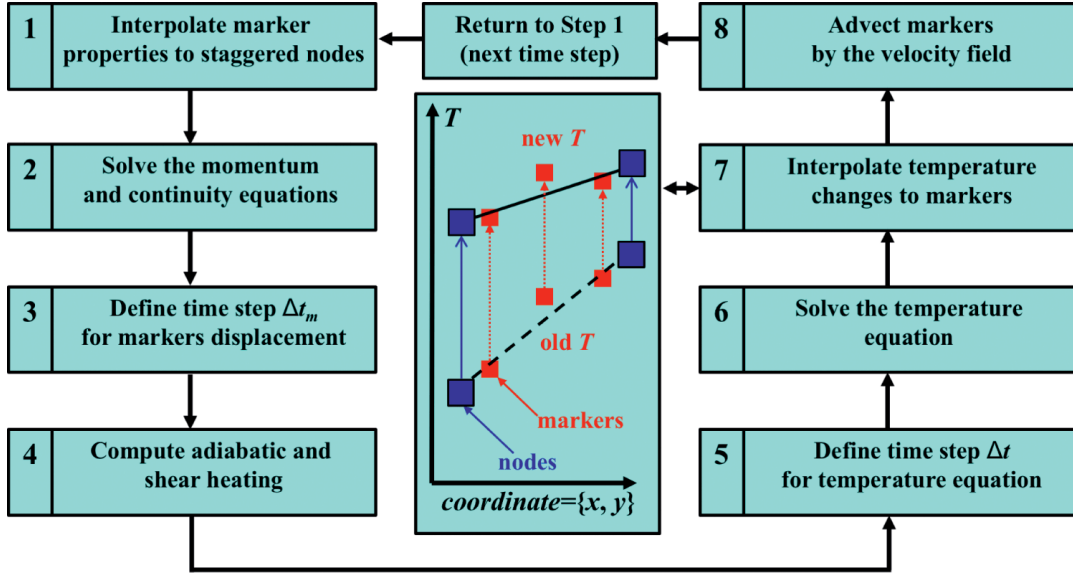 1
Interpolate marker
properties to staggered nodes
Return to Step 1
(next time step)
8
Advect markers
by the velocity field
2
Solve the momentum
and continuity equations
T
new T
old T
markers
nodes
coordinate={x, y}
7
Interpolate temperature
changes to markers
3
Define time step Δtₘ
for markers displacement
6
Solve the temperature
equation
4
Compute adiabatic and
shear heating
5
Define time step Δt
for temperature equation